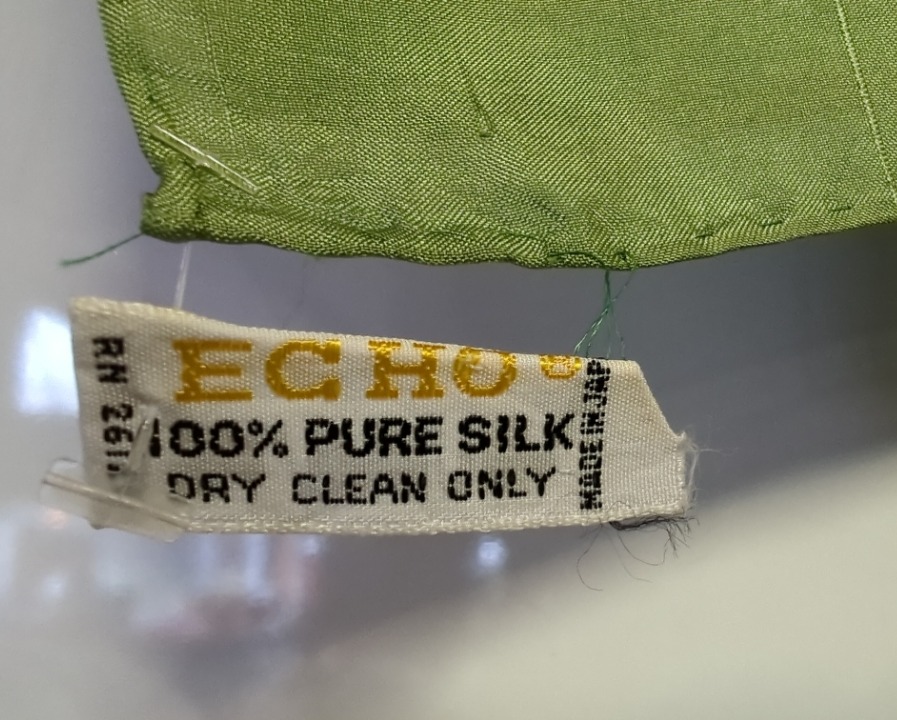 RN 261
ECHO®
100% PURE SILK
DRY CLEAN ONLY
MADE IN JAP